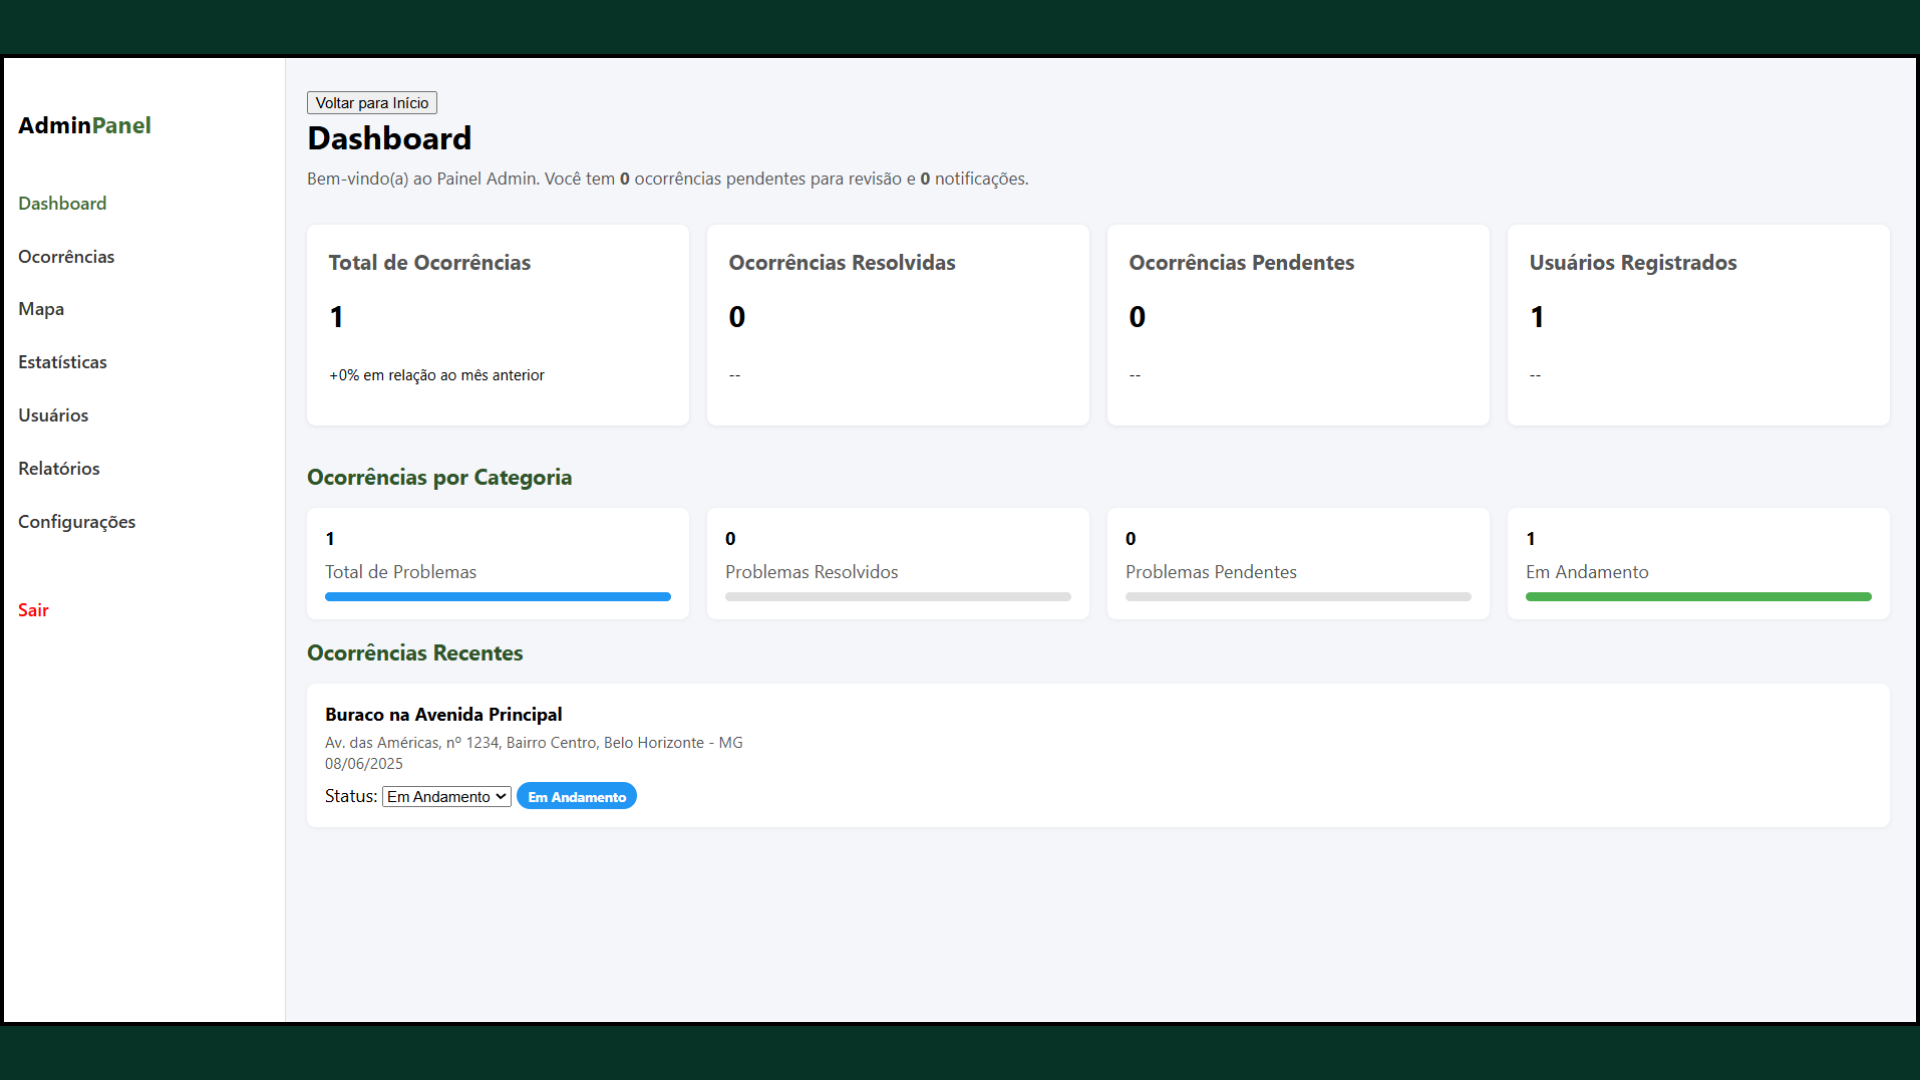 AdminPanel
Dashboard
Ocorrências
Mapa
Estatísticas
Usuários
Relatórios
Configurações
Sair
Voltar para Início
Dashboard
Bem-vindo(a) ao Painel Admin. Você tem 0 ocorrências pendentes para revisão e 0 notificações.
Total de Ocorrências
1
+0% em relação ao mês anterior
Ocorrências Resolvidas
0
--
Ocorrências Pendentes
0
--
Usuários Registrados
1
--
Ocorrências por Categoria
1
Total de Problemas
0
Problemas Resolvidos
0
Problemas Pendentes
1
Em Andamento
Ocorrências Recentes
Buraco na Avenida Principal
Av. das Américas, nº 1234, Bairro Centro, Belo Horizonte - MG
08/06/2025
Status: Em Andamento Em Andamento